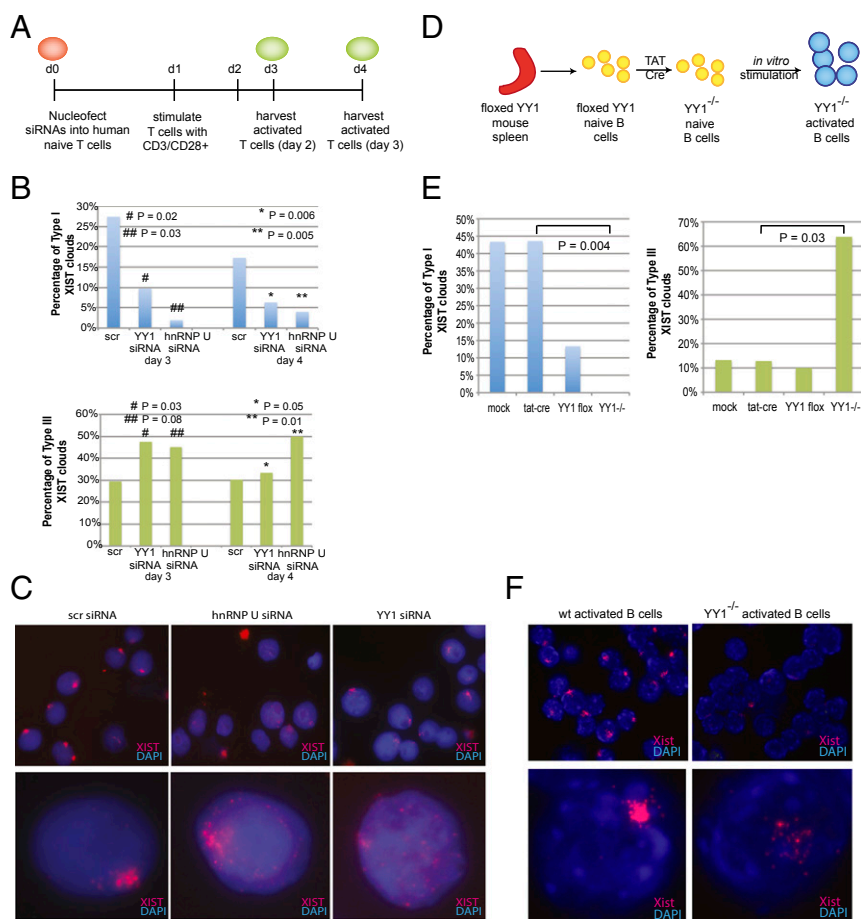 A
d0
d1
d2
d3
d4
Nucleofect
siRNAs into human
naive T cells
stimulate
T cells with
CD3/CD28+
harvest
activated
T cells (day 2)
harvest
activated
T cells (day 3)
B
Percentage of Type I
XIST clouds
30%
25%
20%
15%
10%
5%
0%
# P = 0.02
## P = 0.03
* P = 0.006
** P = 0.005
#
##
*
**
scr
YY1
siRNA
hnRNP U
siRNA
day 3
scr
YY1
siRNA
hnRNP U
siRNA
day 4
Percentage of Type III
XIST clouds
60%
50%
40%
30%
20%
10%
0%
# P = 0.03
## P = 0.08
* P = 0.05
** P = 0.01
#
##
*
**
scr
YY1
siRNA
hnRNP U
siRNA
day 3
scr
YY1
siRNA
hnRNP U
siRNA
day 4
C
scr siRNA
hnRNP U siRNA
YY1 siRNA
XIST
DAPI
XIST
DAPI
XIST
DAPI
XIST
DAPI
XIST
DAPI
XIST
DAPI
D
floxed YY1
mouse
spleen
floxed YY1
naive B
cells
TAT
Cre
YY1-/-
naive
B cells
in vitro
stimulation
YY1-/-
activated
B cells
E
Percentage of Type I
XIST clouds
50%
45%
40%
35%
30%
25%
20%
15%
10%
5%
0%
P = 0.004
mock
tat-cre
YY1 flox
YY1-/-
Percentage of Type III
XIST clouds
70%
60%
50%
40%
30%
20%
10%
0%
P = 0.03
mock
tat-cre
YY1 flox
YY1-/-
F
wt activated B cells
YY1-/- activated B cells
Xist
DAPI
Xist
DAPI
Xist
DAPI
Xist
DAPI